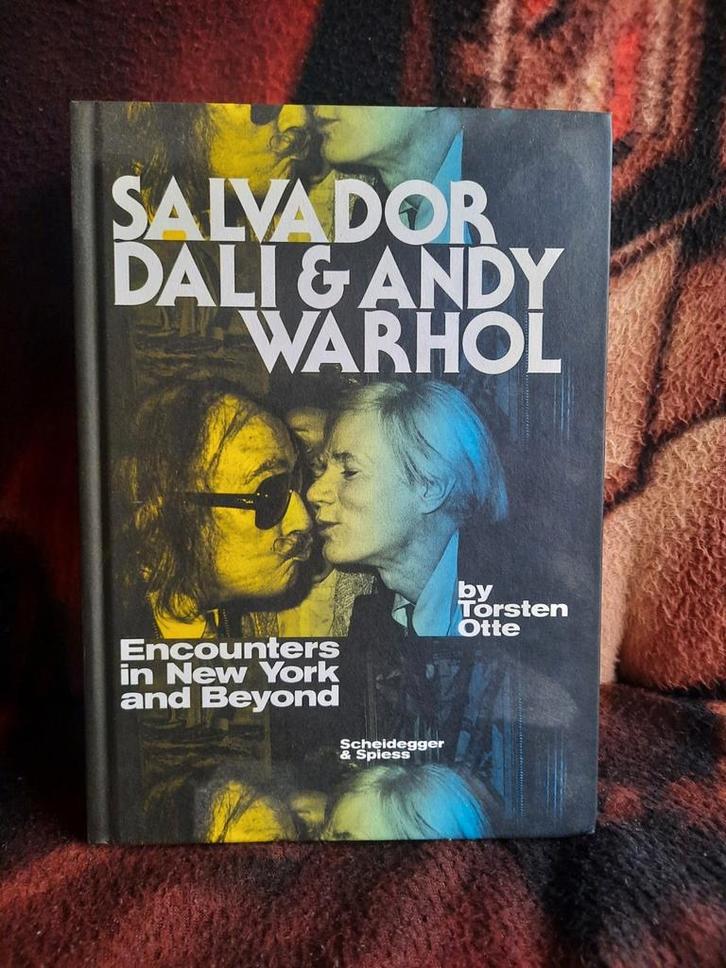 SALVADOR
DALI & ANDY
WARHOL
by
Torsten
Otte
Encounters
in New York
and Beyond
Scheidegger
& Spiess